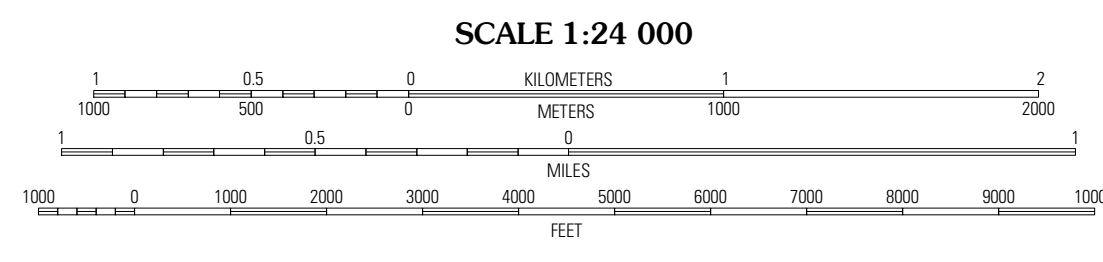 SCALE 1:24 000
1 0.5 0 KILOMETERS 1 2
1000 500 0 METERS 1000 2000
1 0.5 0 1
MILES
1000 0 1000 2000 3000 4000 5000 6000 7000 8000 9000 1000
FEET